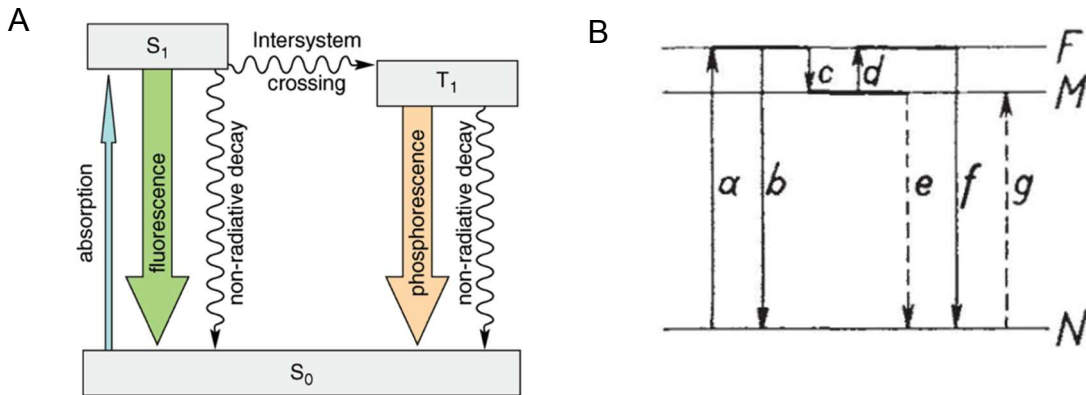 A
S1
Intersystem
crossing
T1
absorption
fluorescence
non-radiative decay
phosphorescence
non-radiative decay
S0
B
F
c
d
M
a
b
e
f
g
N